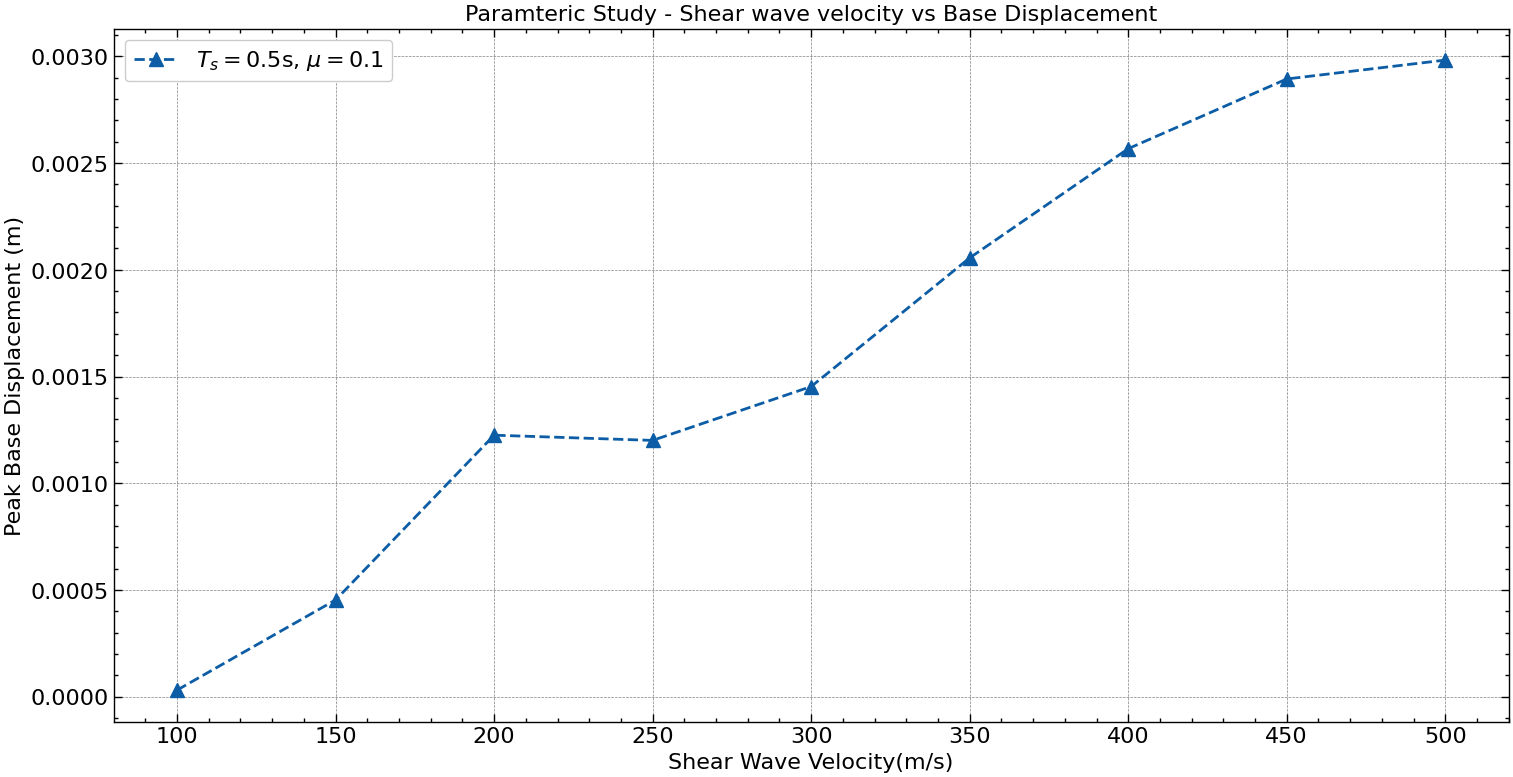 Paramteric Study - Shear wave velocity vs Base Displacement
T_s = 0.5s, μ = 0.1
Peak Base Displacement (m)
0.0030
0.0025
0.0020
0.0015
0.0010
0.0005
0.0000
100 150 200 250 300 350 400 450 500
Shear Wave Velocity(m/s)